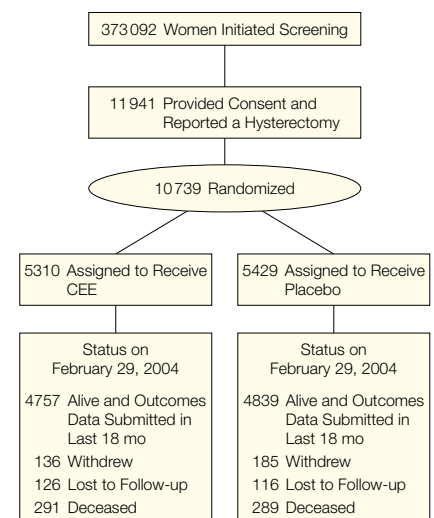 373 092 Women Initiated Screening
11 941 Provided Consent and
Reported a Hysterectomy
10 739 Randomized
5310 Assigned to Receive
CEE
Status on
February 29, 2004
4757 Alive and Outcomes
Data Submitted in
Last 18 mo
136 Withdrew
126 Lost to Follow-up
291 Deceased
5429 Assigned to Receive
Placebo
Status on
February 29, 2004
4839 Alive and Outcomes
Data Submitted in
Last 18 mo
185 Withdrew
116 Lost to Follow-up
289 Deceased